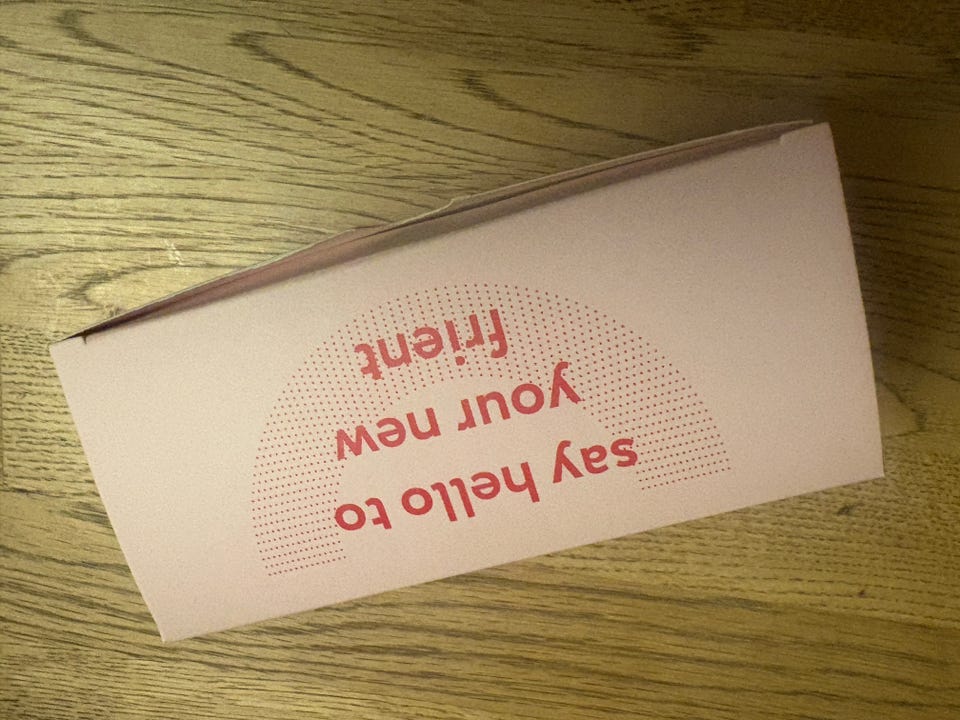 say hello to
your new
frient